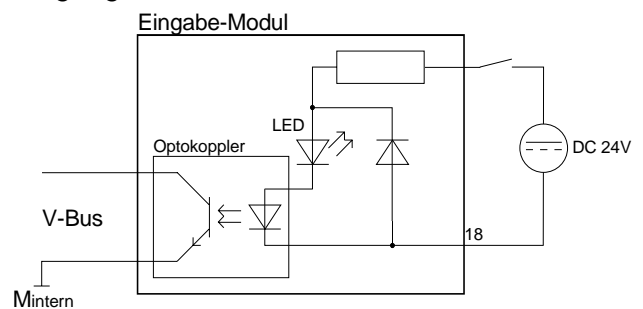 Eingabe-Modul
LED
Optokoppler
DC 24V
V-Bus
18
Mintern